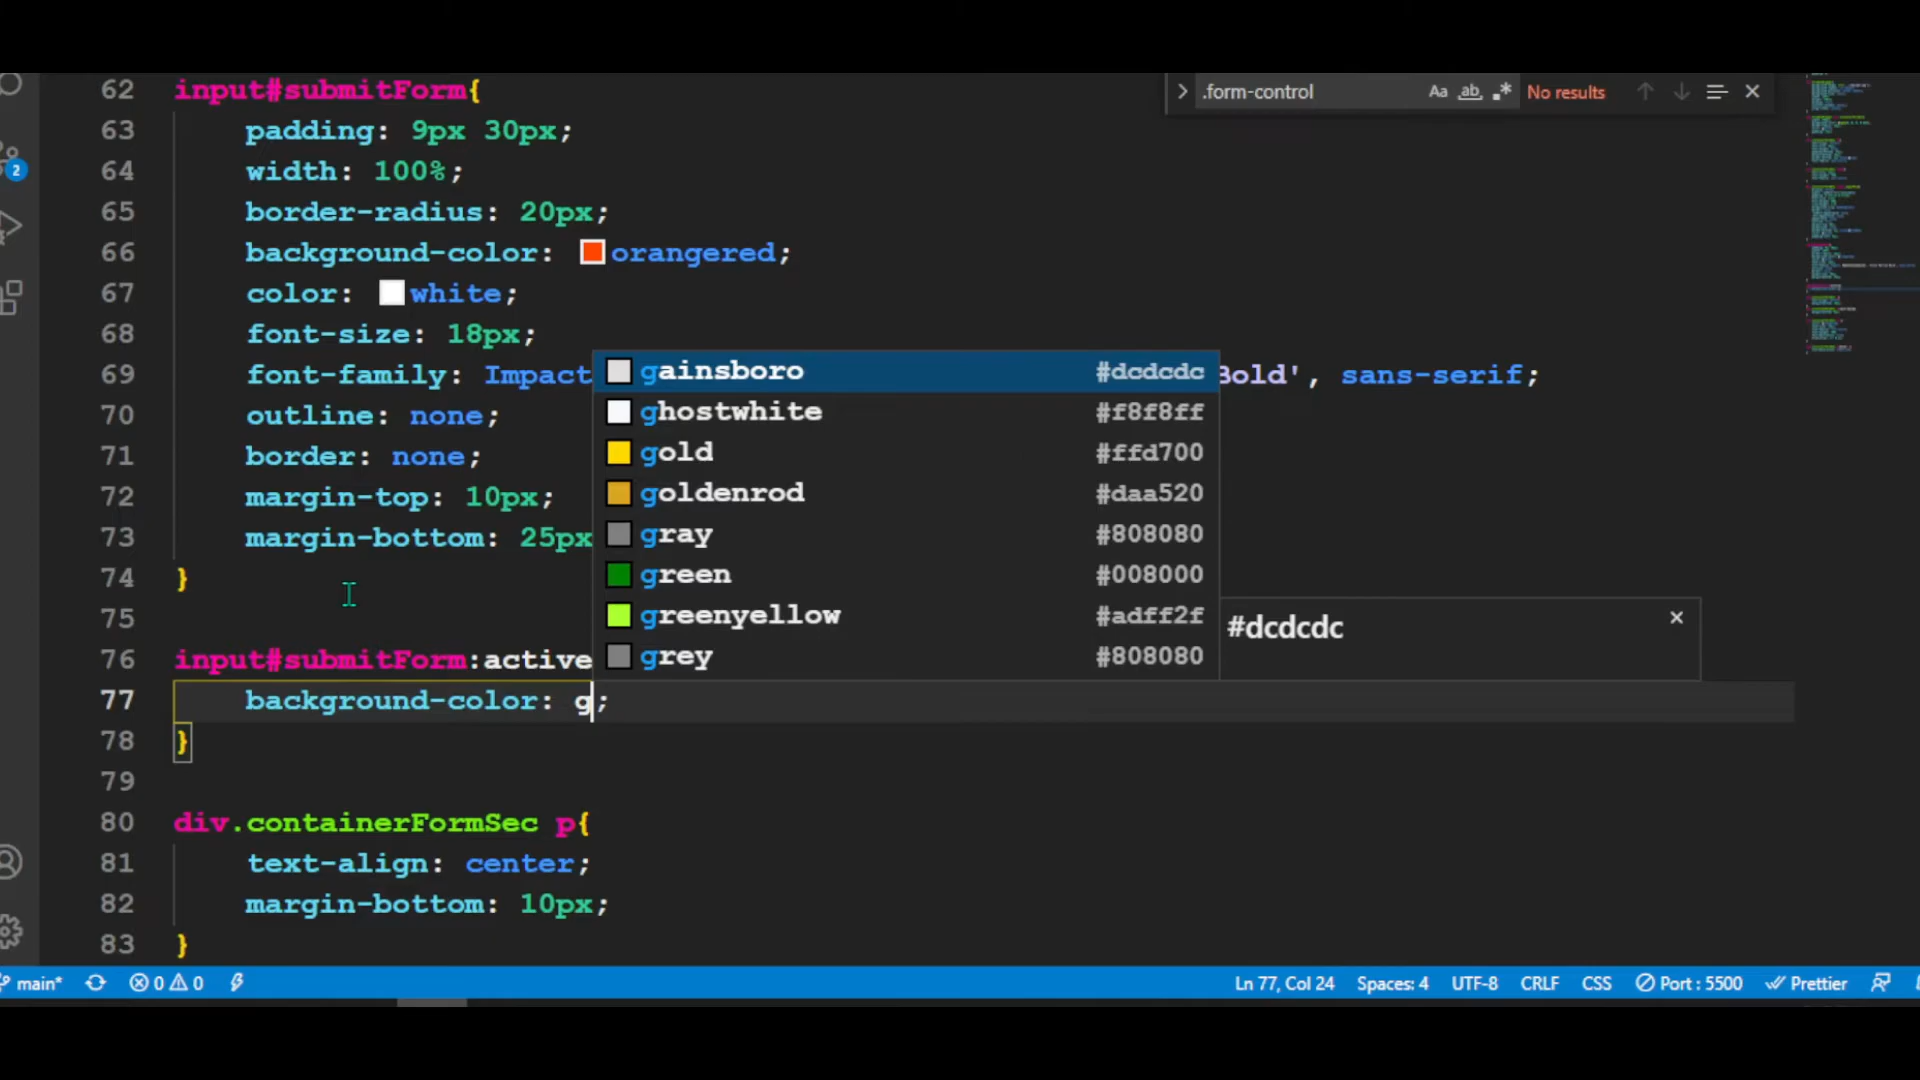 62 input#submitForm{
.form-control Aa ab No results
63 padding: 9px 30px;
64 width: 100%;
65 border-radius: 20px;
66 background-color: orangered;
67 color: white;
68 font-size: 18px;
69 font-family: Impact Bold', sans-serif;
70 outline: none;
71 border: none;
72 margin-top: 10px;
73 margin-bottom: 25px
74 }
75
76 input#submitForm:active
77 background-color: g;
78 }
79
80 div.containerFormSec p{
81 text-align: center;
82 margin-bottom: 10px;
83 }
gainsboro #dcdcdc
ghostwhite #f8f8ff
gold #ffd700
goldenrod #daa520
gray #808080
green #008000
greenyellow #adff2f
grey #808080
#dcdcdc
2
main* 0 0 Ln 77, Col 24 Spaces: 4 UTF-8 CRLF CSS Port : 5500 Prettier